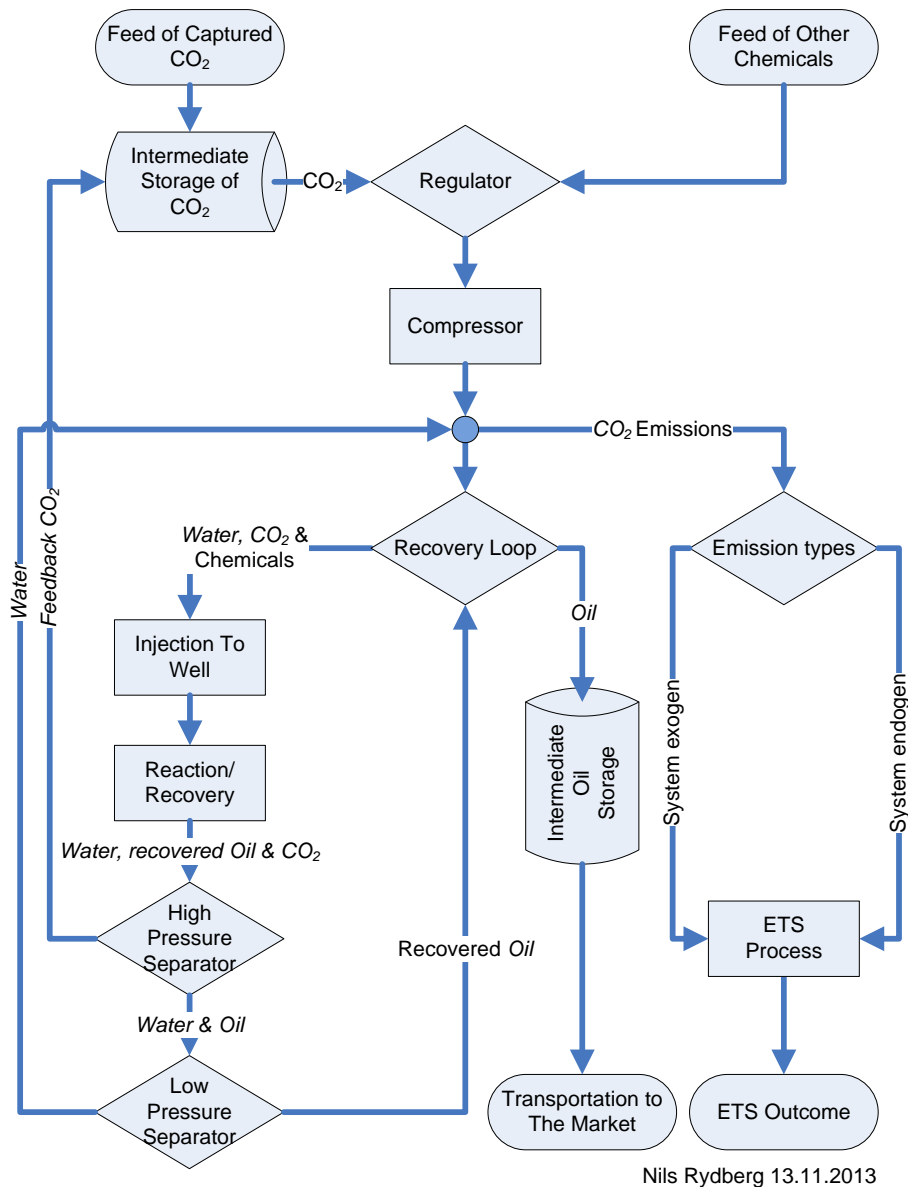 Feed of Captured
CO₂
Feed of Other
Chemicals
Intermediate
Storage of
CO₂
CO₂
Regulator
Compressor
CO₂ Emissions
Water, CO₂ &
Chemicals
Recovery Loop
Emission types
Water
Feedback CO₂
Oil
Injection To
Well
Reaction/
Recovery
Intermediate
Oil
Storage
System exogen
System endogen
Water, recovered Oil & CO₂
High
Pressure
Separator
Recovered Oil
ETS
Process
Water & Oil
Low
Pressure
Separator
Transportation to
The Market
ETS Outcome
Nils Rydberg 13.11.2013